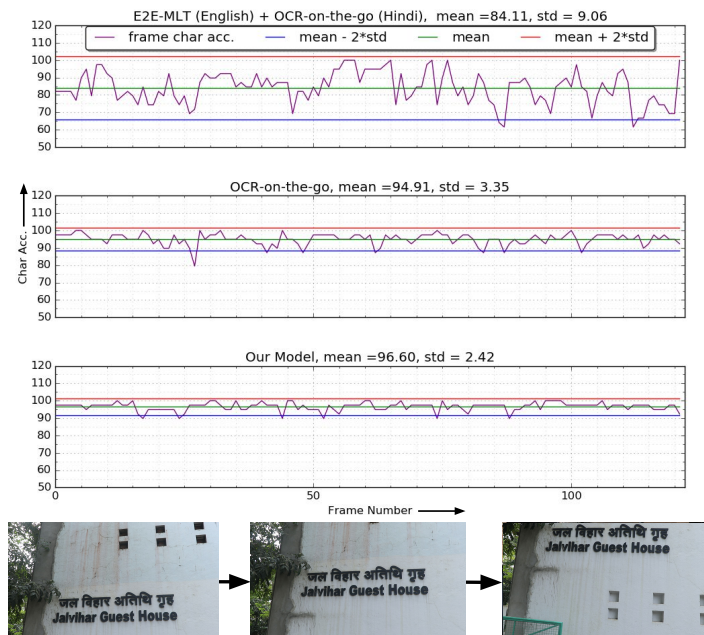 E2E-MLT (English) + OCR-on-the-go (Hindi), mean =84.11, std = 9.06
frame char acc. mean - 2*std mean mean + 2*std
120
110
100
90
80
70
60
50
OCR-on-the-go, mean =94.91, std = 3.35
120
110
100
90
80
70
60
50
Char Acc.
Our Model, mean =96.60, std = 2.42
120
110
100
90
80
70
60
50
0 50 100
Frame Number
जल बिहार अतिथि गृह
Jalvihar Guest House
जल बिहार अतिथि गृह
Jalvihar Guest House
जल बिहार अतिथि गृह
Jalvihar Guest House